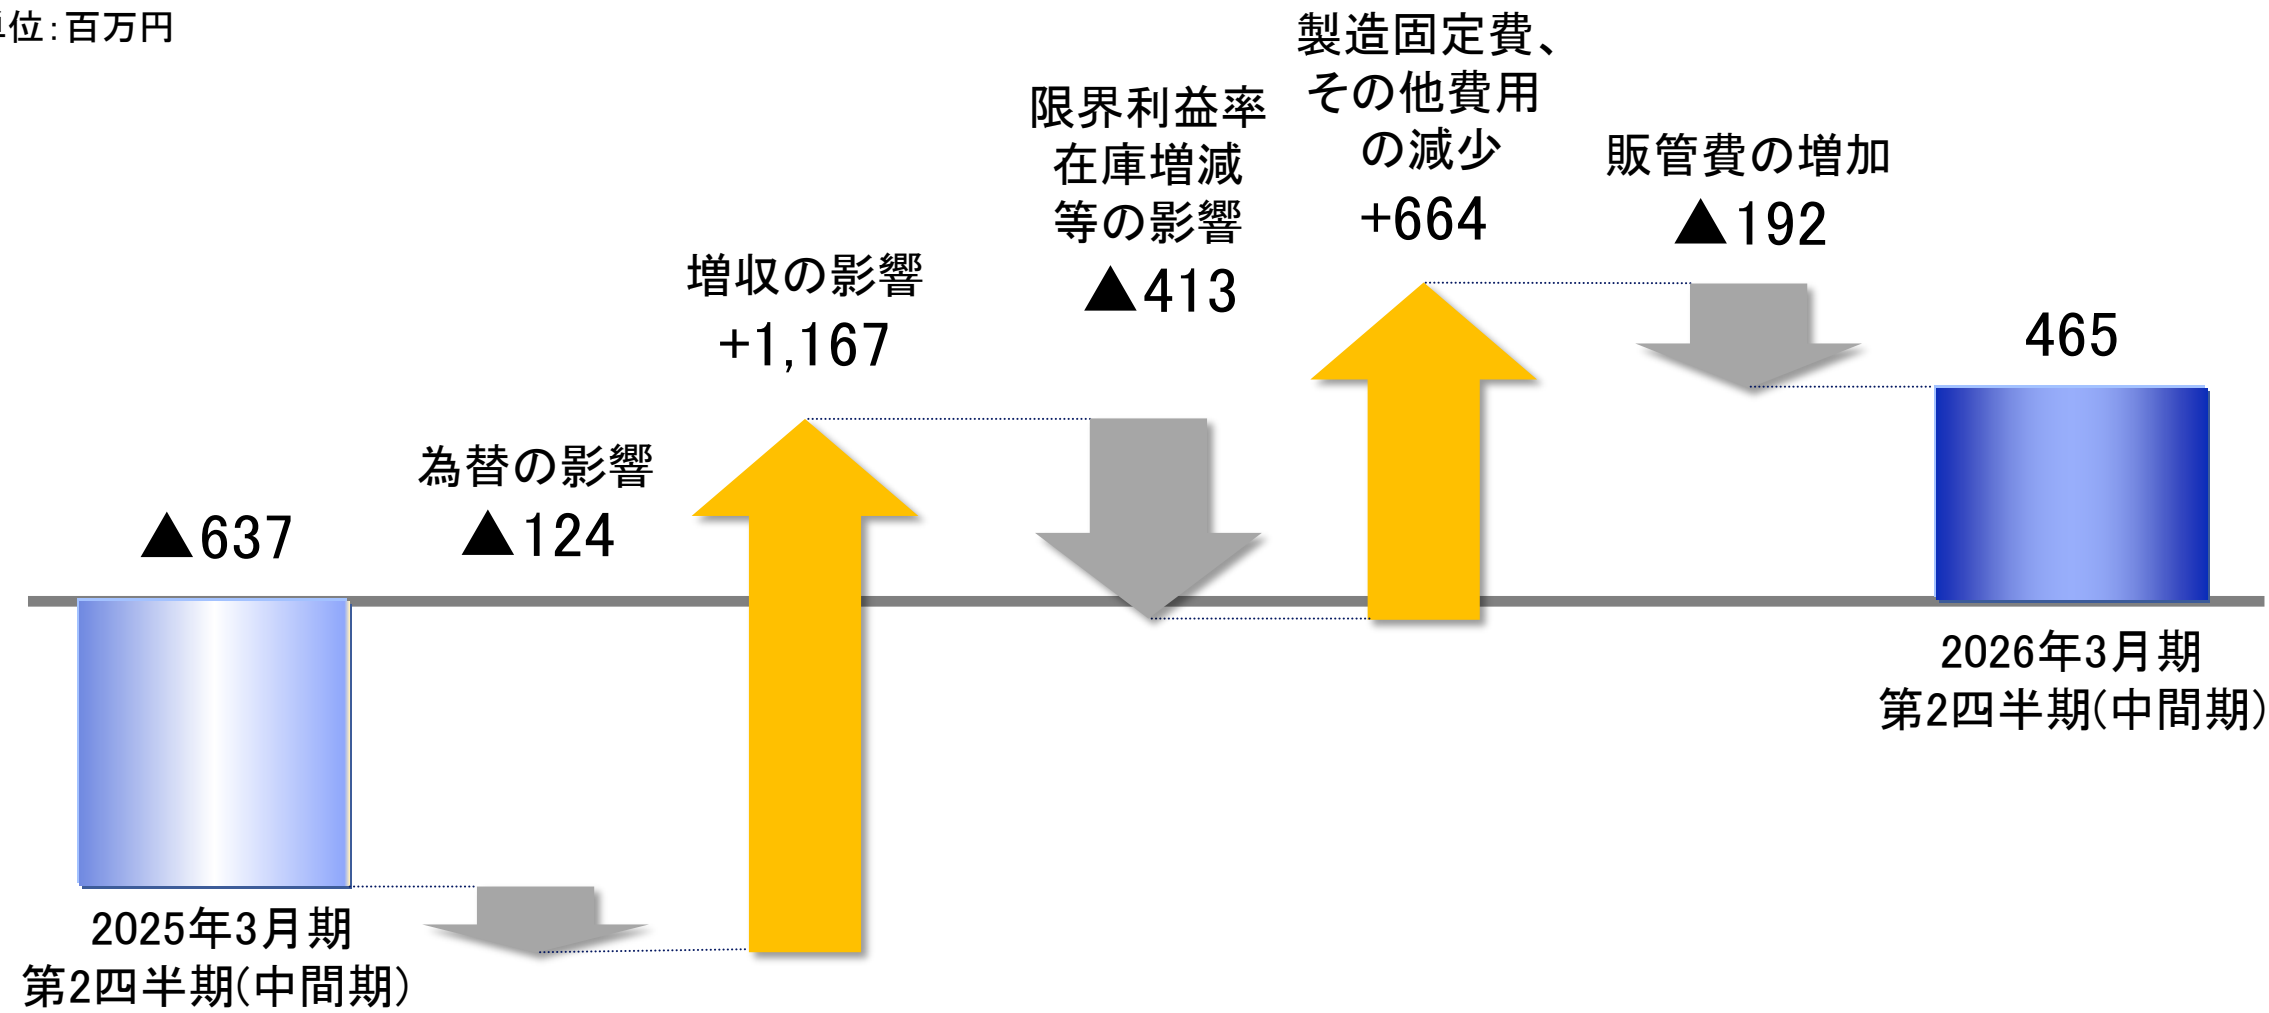 位：百万円
▲637
2025年3月期
第2四半期(中間期)
為替の影響
▲124
増収の影響
+1,167
限界利益率
在庫増減
等の影響
▲413
製造固定費、
その他費用
の減少
+664
販管費の増加
▲192
465
2026年3月期
第2四半期(中間期)